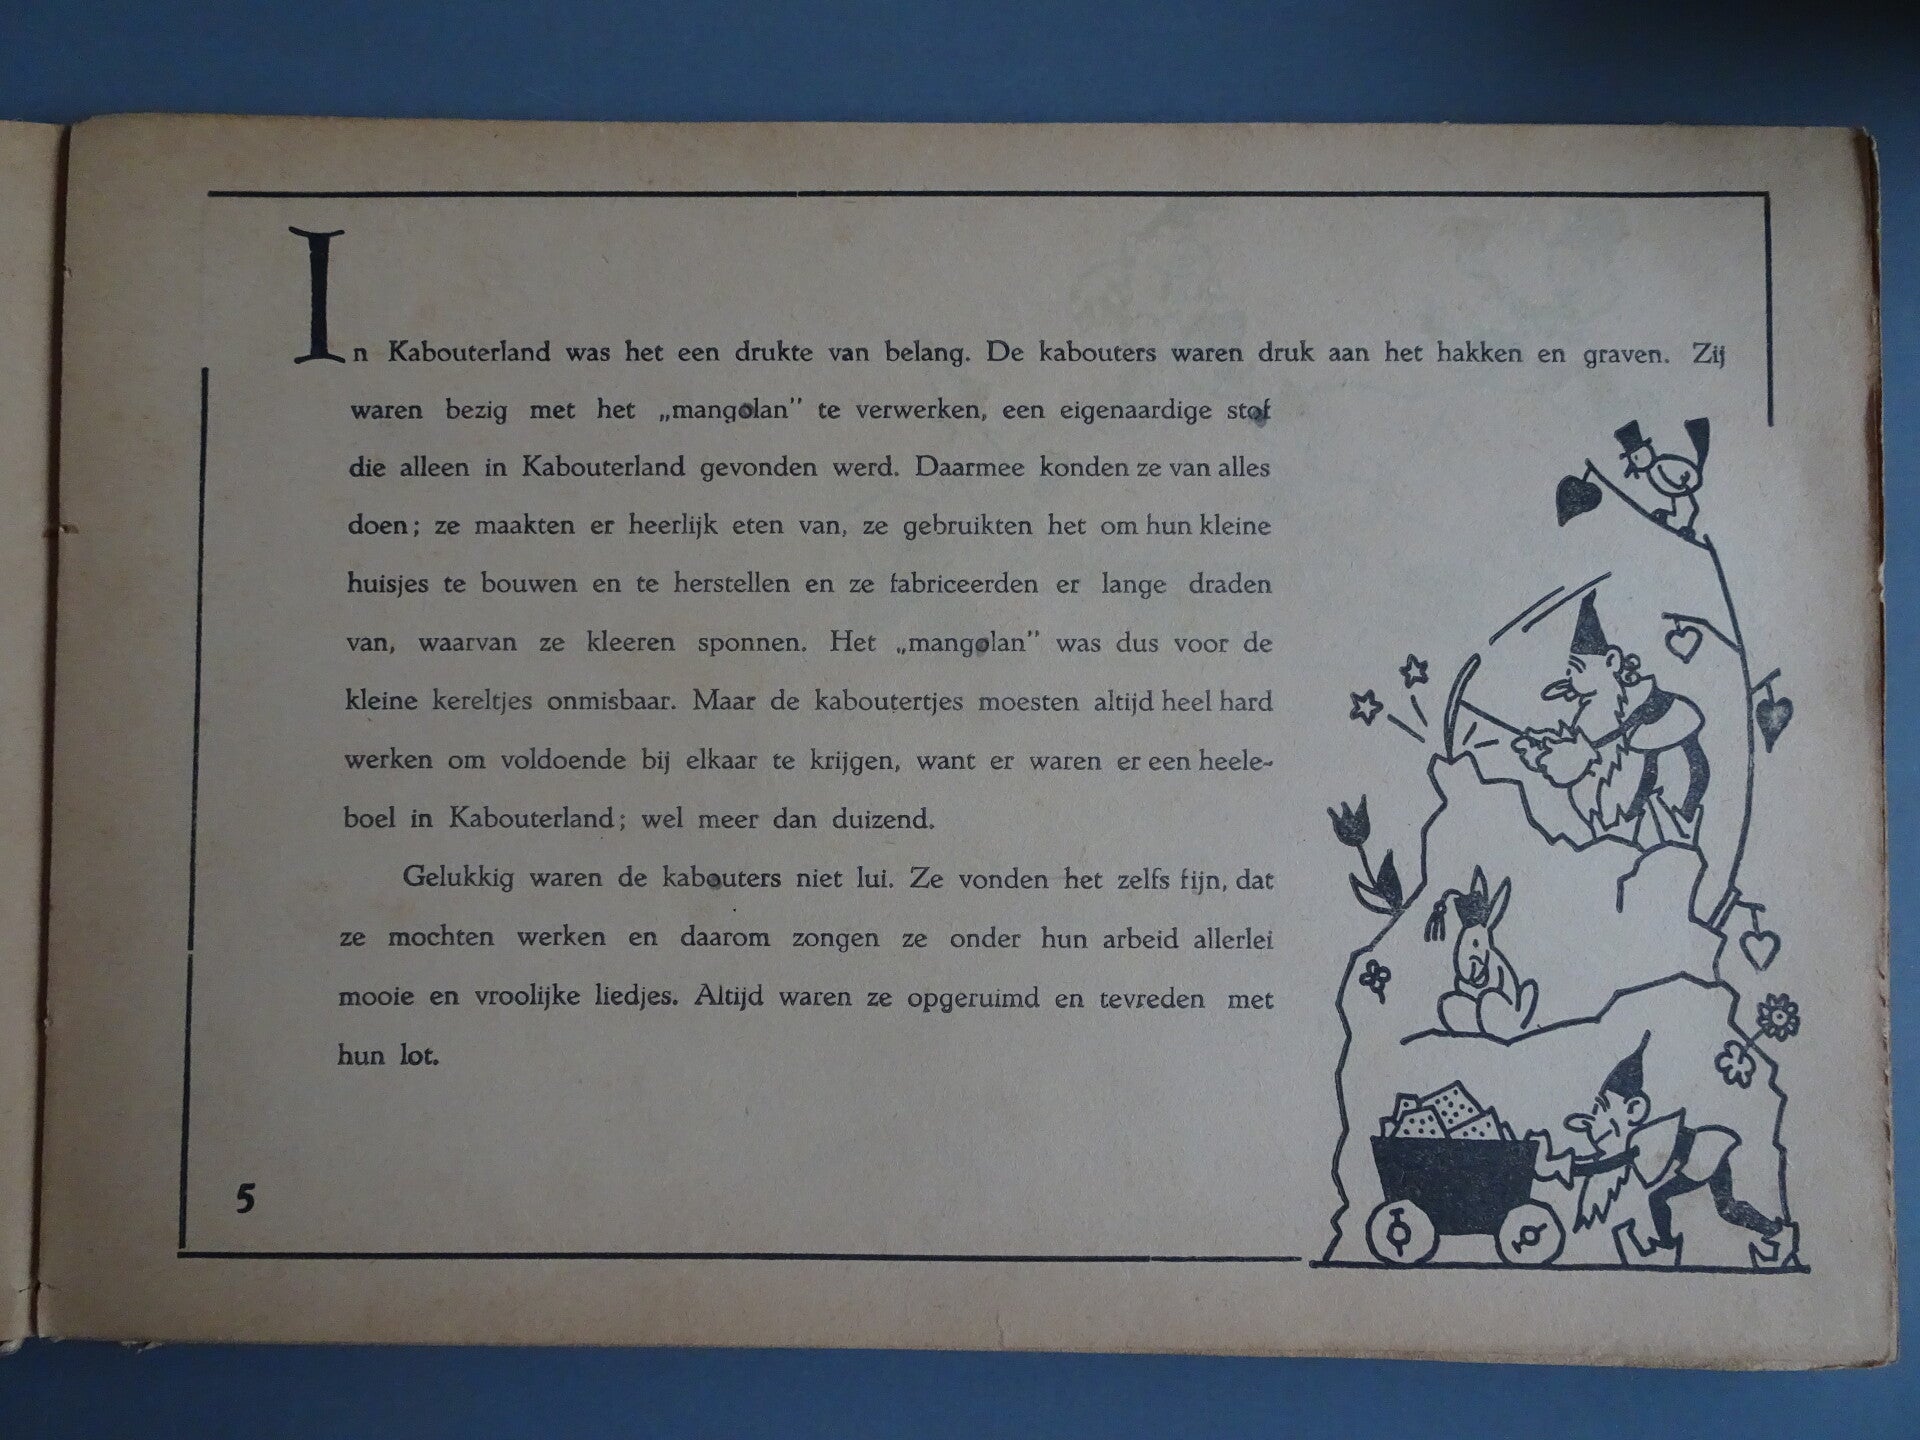 In Kabouterland was het een drukte van belang. De kabouters waren druk aan het hakken en graven. Zij
waren bezig met het „mangolan” te verwerken, een eigenaardige stof
die alleen in Kabouterland gevonden werd. Daarmee konden ze van alles
doen; ze maakten er heerlijk eten van, ze gebruikten het om hun kleine
huisjes te bouwen en te herstellen en ze fabriceerden er lange draden
van, waarvan ze kleeren sponnen. Het „mangolan” was dus voor de
kleine kereltjes onmisbaar. Maar de kaboutertjes moesten altijd heel hard
werken om voldoende bij elkaar te krijgen, want er waren er een heele-
boel in Kabouterland; wel meer dan duizend.
Gelukkig waren de kabouters niet lui. Ze vonden het zelfs fijn, dat
ze mochten werken en daarom zongen ze onder hun arbeid allerlei
mooie en vroolijke liedjes. Altijd waren ze opgeruimd en tevreden met
hun lot.
5